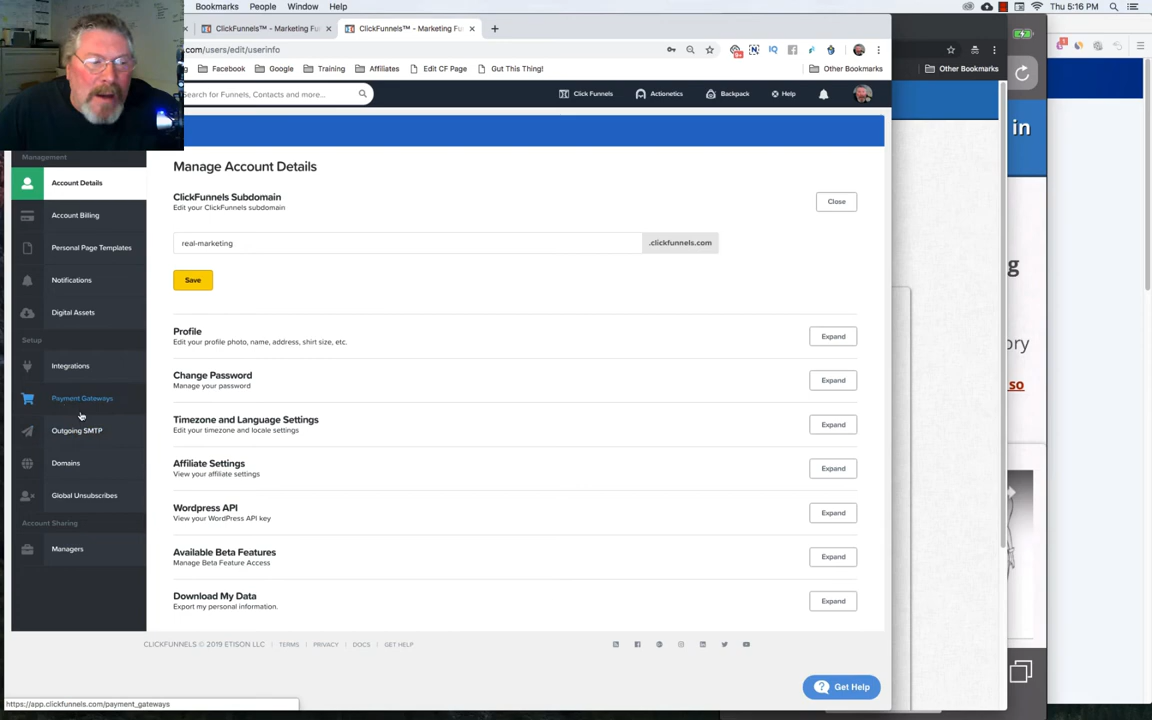 Bookmarks People Window Help
Thu 5:16 PM
ClickFunnels™ - Marketing Fun
ClickFunnels™ - Marketing Fun
.com/users/edit/userinfo
Facebook Google Training Affiliates Edit CF Page Gut This Thing! Other Bookmarks
Other Bookmarks
Search for Funnels, Contacts and more...
Click Funnels Actionetics Backpack Help
in
Management
Account Details
Account Billing
Personal Page Templates
Notifications
Digital Assets
Setup
Integrations
Payment Gateways
Outgoing SMTP
Domains
Global Unsubscribes
Account Sharing
Managers
Manage Account Details
ClickFunnels Subdomain
Edit your ClickFunnels subdomain
Close
real-marketing
.clickfunnels.com
Save
Profile
Edit your profile photo, name, address, shirt size, etc.
Expand
Change Password
Manage your password
Expand
Timezone and Language Settings
Edit your timezone and locale settings
Expand
Affiliate Settings
View your affiliate settings
Expand
Wordpress API
View your WordPress API key
Expand
Available Beta Features
Manage Beta Feature Access
Expand
Download My Data
Export my personal information.
Expand
CLICKFUNNELS © 2019 ETISON LLC TERMS PRIVACY DOCS GET HELP
Get Help
https://app.clickfunnels.com/payment_gateways
g
ory
so